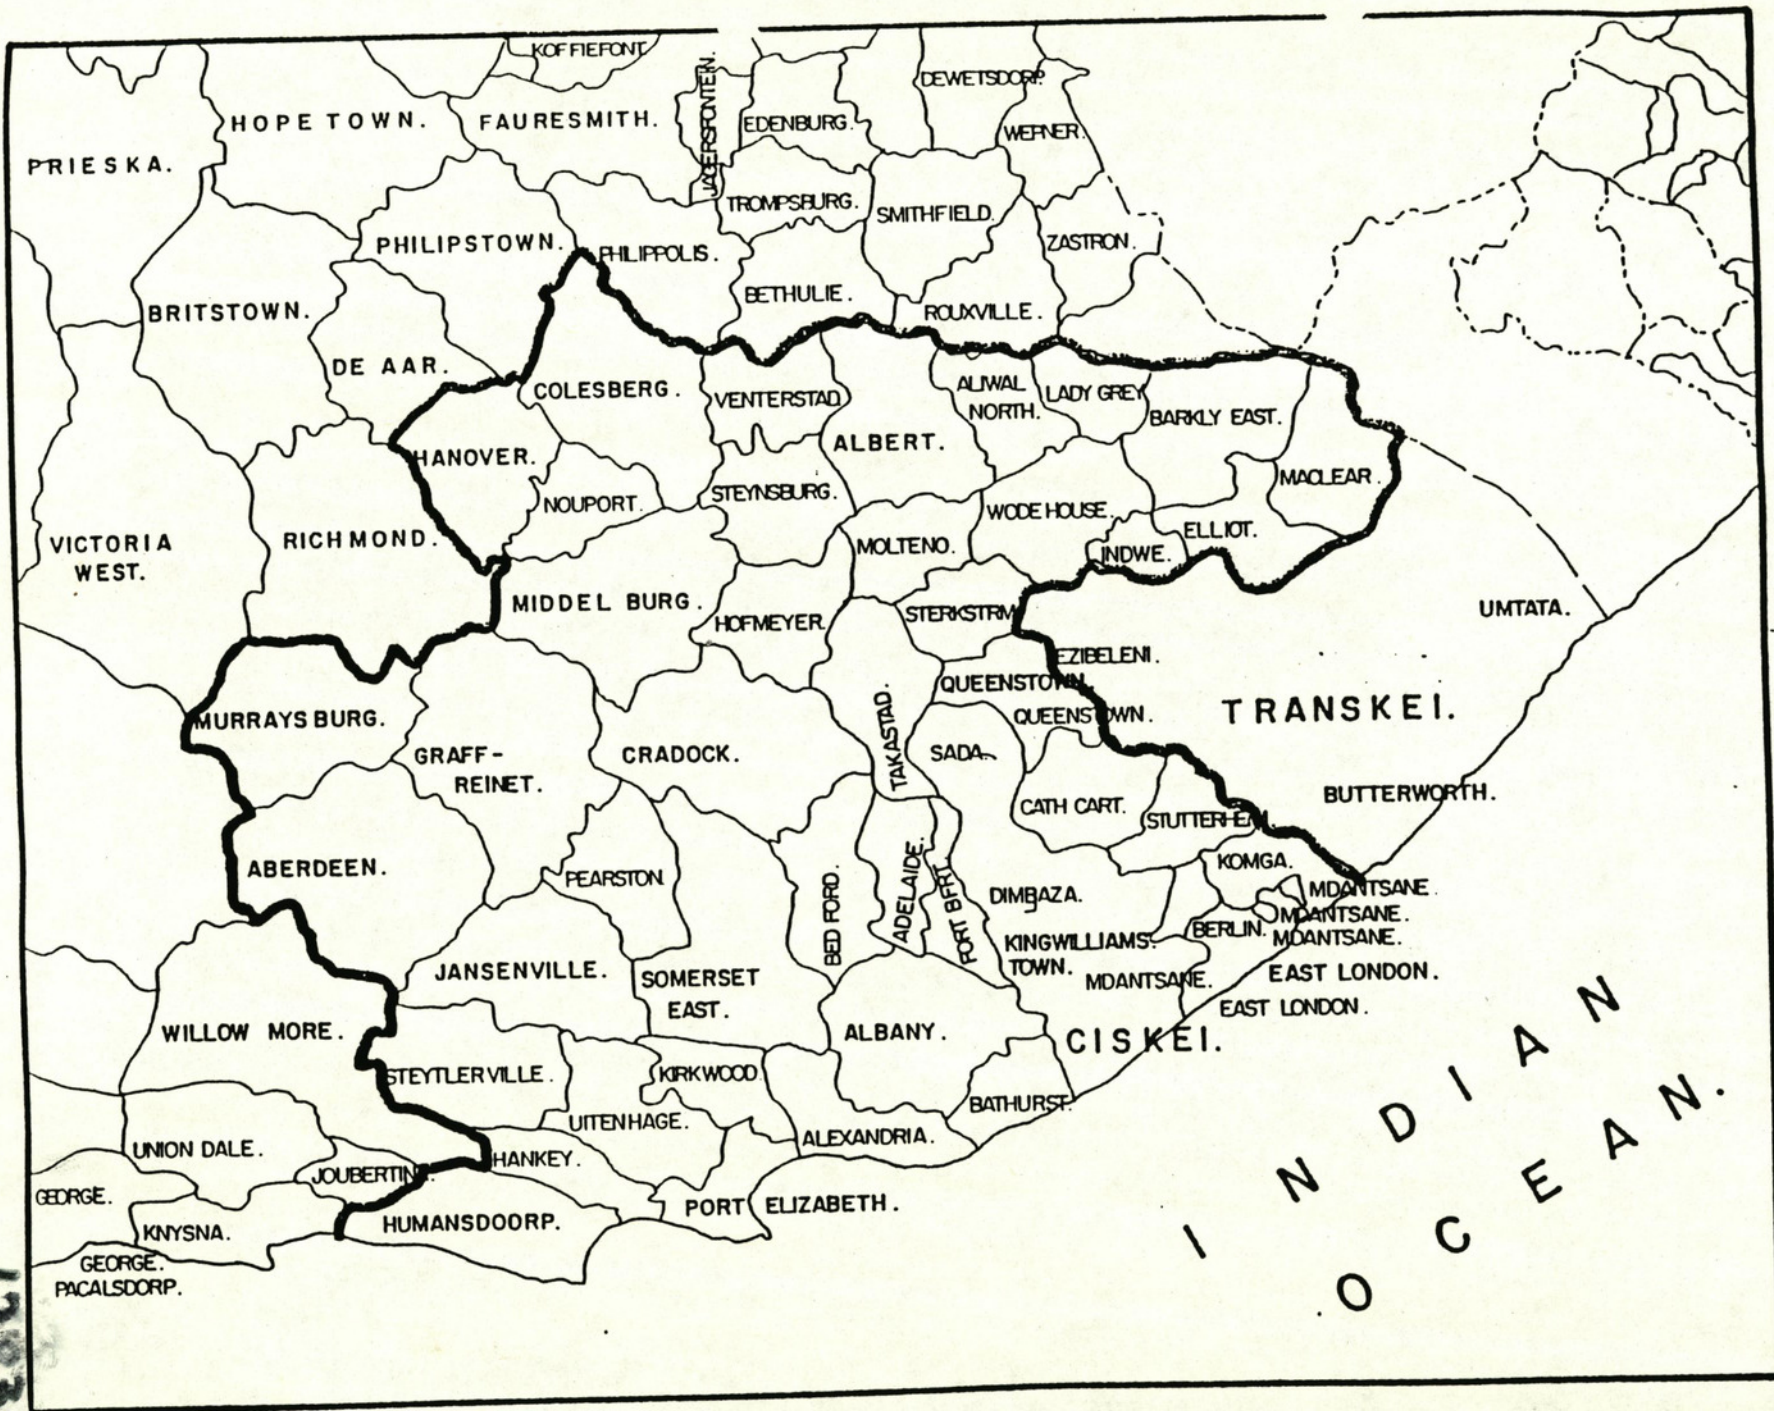 KOFFIEFONT.
DEWETSDORP.
HOPE TOWN.
FAURESMITH.
JAGERSFONTEIN.
EDENBURG.
WEPNER.
PRIESKA.
TROMPSBURG.
SMITHFIELD.
PHILIPSTOWN.
PHILIPPOLIS.
ZASTRON.
BETHULIE.
BRITSTOWN.
ROUXVILLE.
DE AAR.
COLESBERG.
VENTERSTAD.
ALIWAL
NORTH.
LADY GREY
BARKLY EAST.
HANOVER.
ALBERT.
MACLEAR.
NOUPORT.
STEYNSBURG.
WODEHOUSE.
ELLIOT.
VICTORIA
WEST.
RICHMOND.
MOLTENO.
INDWE.
MIDDEL BURG.
HOFMEYER.
STERKSTRM
UMTATA.
EZIBELENI.
QUEENSTOWN.
QUEENSTOWN.
TRANSKEI.
MURRAYSBURG.
GRAFF-
REINET.
CRADOCK.
TAKASTAD.
SADA.
CATH CART.
STUTTERHEIM.
BUTTERWORTH.
ABERDEEN.
PEARSTON.
BED FORD.
ADELAIDE.
FORT BFRT.
DIMBAZA.
KOMGA.
MDANTSANE.
MDANTSANE.
BERLIN.
MDANTSANE.
KINGWILLIAMS.
TOWN.
MDANTSANE.
EAST LONDON.
EAST LONDON.
JANSENVILLE.
SOMERSET
EAST.
WILLOW MORE.
ALBANY.
CISKEI.
STEYTLERVILLE.
KIRKWOOD.
BATHURST.
UITENHAGE.
ALEXANDRIA.
UNION DALE.
JOUBERTINA.
HANKEY.
GEORGE.
KNYSNA.
HUMANSDOORP.
PORT ELIZABETH.
GEORGE.
PACALSDORP.
INDIAN
OCEAN.